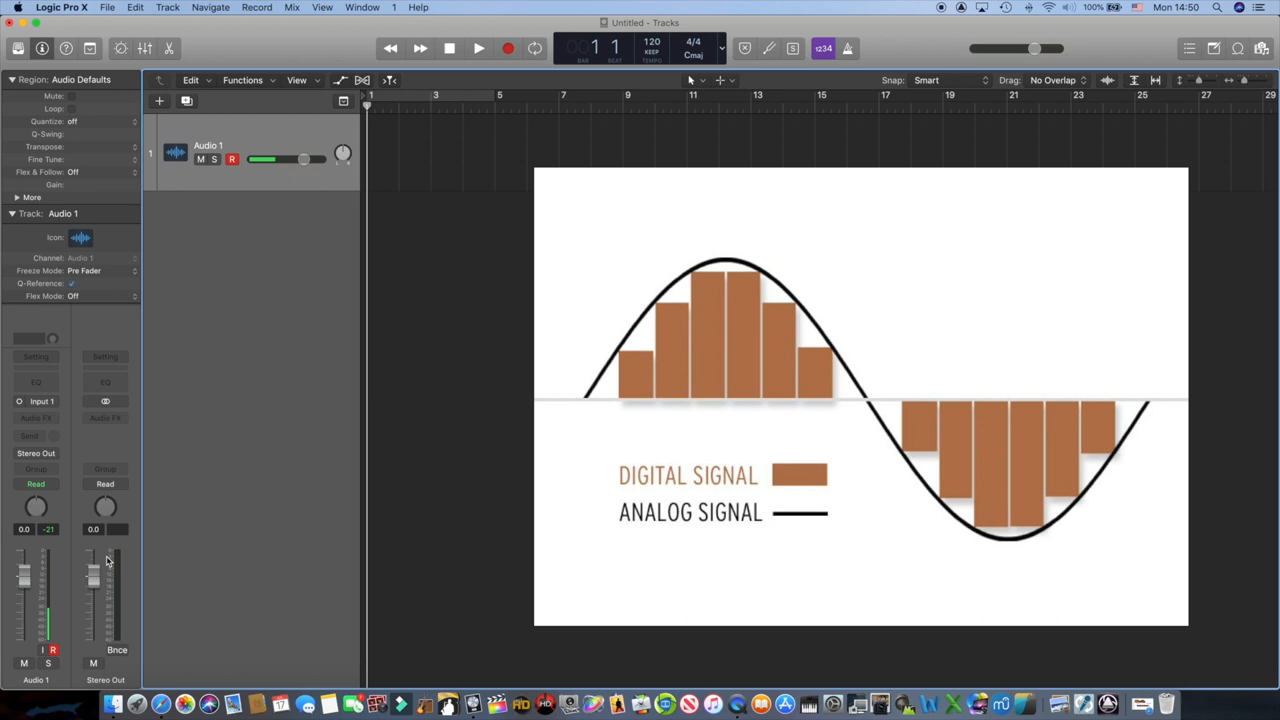 Logic Pro X File Edit Track Navigate Record Mix View Window 1 Help 100% Mon 14:50
Untitled - Tracks
1 1 120 4/4
BAR BEAT KEEP TEMPO Cmaj
S 1234
Region: Audio Defaults
Edit Functions View Snap: Smart Drag: No Overlap
Mute:
Loop:
Quantize: off
Q-Swing:
Transpose:
Fine Tune:
Flex & Follow: Off
Gain:
More
Track: Audio 1
Icon:
Channel: Audio 1
Freeze Mode: Pre Fader
Q-Reference:
Flex Mode: Off
1 3 5 7 9 11 13 15 17 19 21 23 25 27 29
1 Audio 1
M S R
DIGITAL SIGNAL
ANALOG SIGNAL
Setting Setting
EQ EQ
Input 1
Audio FX Audio FX
Send
Stereo Out
Group Group
Read Read
0.0 -21 0.0
I R Bnce
M S M
Audio 1 Stereo Out